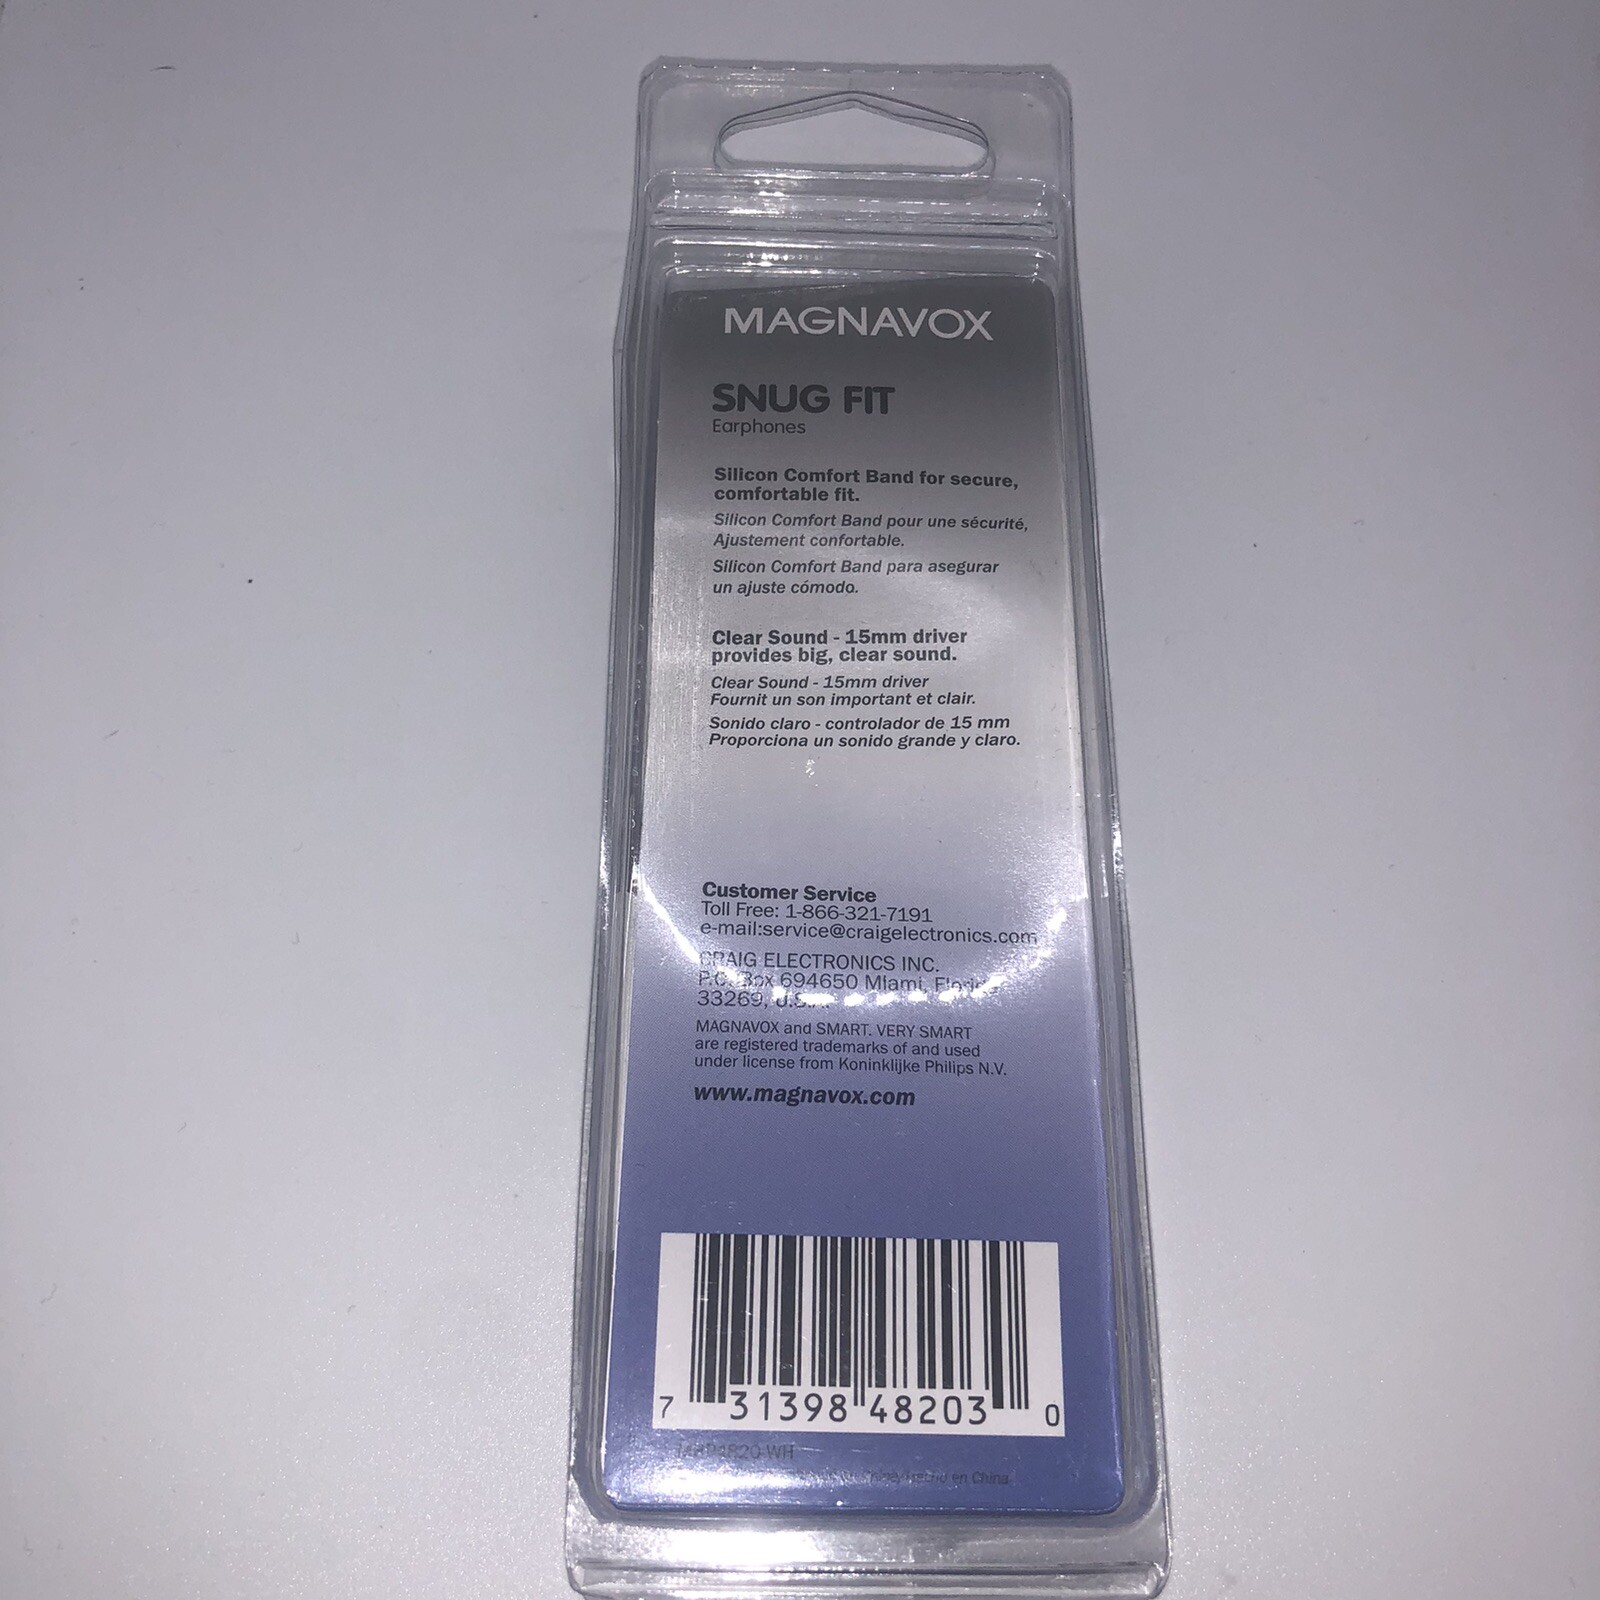 MAGNAVOX
SNUG FIT
Earphones
Silicon Comfort Band for secure,
comfortable fit.
Silicon Comfort Band pour une sécurité,
Ajustement confortable.
Silicon Comfort Band para asegurar
un ajuste cómodo.
Clear Sound - 15mm driver
provides big, clear sound.
Clear Sound - 15mm driver
Fournit un son important et clair.
Sonido claro - controlador de 15 mm
Proporciona un sonido grande y claro.
Customer Service
Toll Free: 1-866-321-7191
e-mail:service@craigelectronics.com
CRAIG ELECTRONICS INC.
P.O. Box 694650 Miami, Florida
33269, U.S.A.
MAGNAVOX and SMART. VERY SMART
are registered trademarks of and used
under license from Koninklijke Philips N.V.
www.magnavox.com
7 31398 48203 0
en China